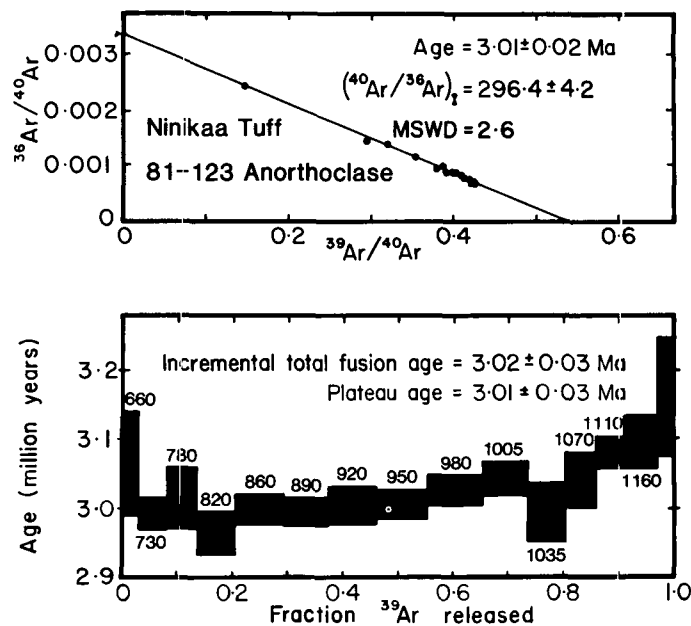 0·003
0·002
0·001
0
³⁶Ar/⁴⁰Ar
Age = 3·01±0·02 Ma
(⁴⁰Ar/³⁶Ar)ᵢ = 296·4±4·2
MSWD = 2·6
Ninikaa Tuff
81--123 Anorthoclase
0 0·2 0·4 0·6
³⁹Ar/⁴⁰Ar
Age (million years)
3·2
3·1
3·0
2·9
Incremental total fusion age = 3·02±0·03 Ma
Plateau age = 3·01±0·03 Ma
660
730
780
820
860
890
920
950
980
1005
1035
1070
1110
1160
0 0·2 0·4 0·6 0·8 1·0
Fraction ³⁹Ar released